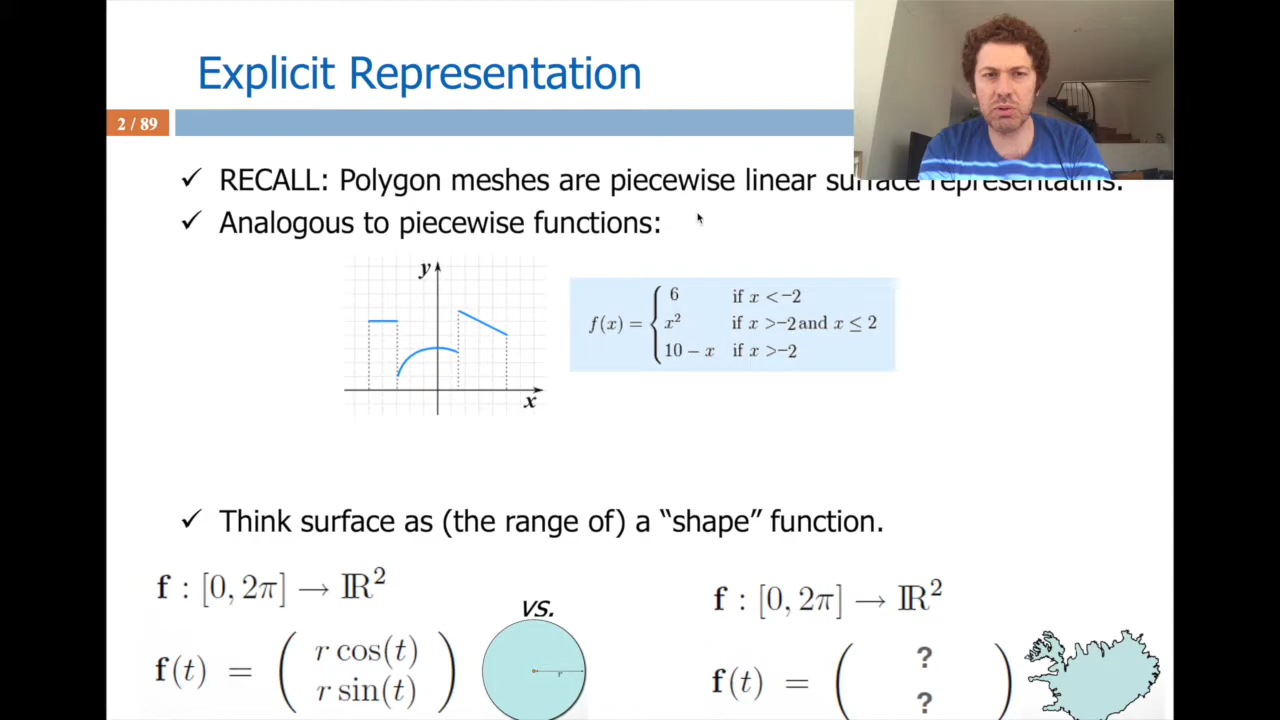 Explicit Representation
2 / 89
✓ RECALL: Polygon meshes are piecewise linear surface representatins.
✓ Analogous to piecewise functions:
y
x
f(x) = { 6 if x < −2
x² if x >−2 and x ≤ 2
10 − x if x >−2
✓ Think surface as (the range of) a “shape” function.
f : [0, 2π] → ℝ²
f(t) = ( r cos(t)
r sin(t) )
vs.
r
f : [0, 2π] → ℝ²
f(t) = ( ?
? )